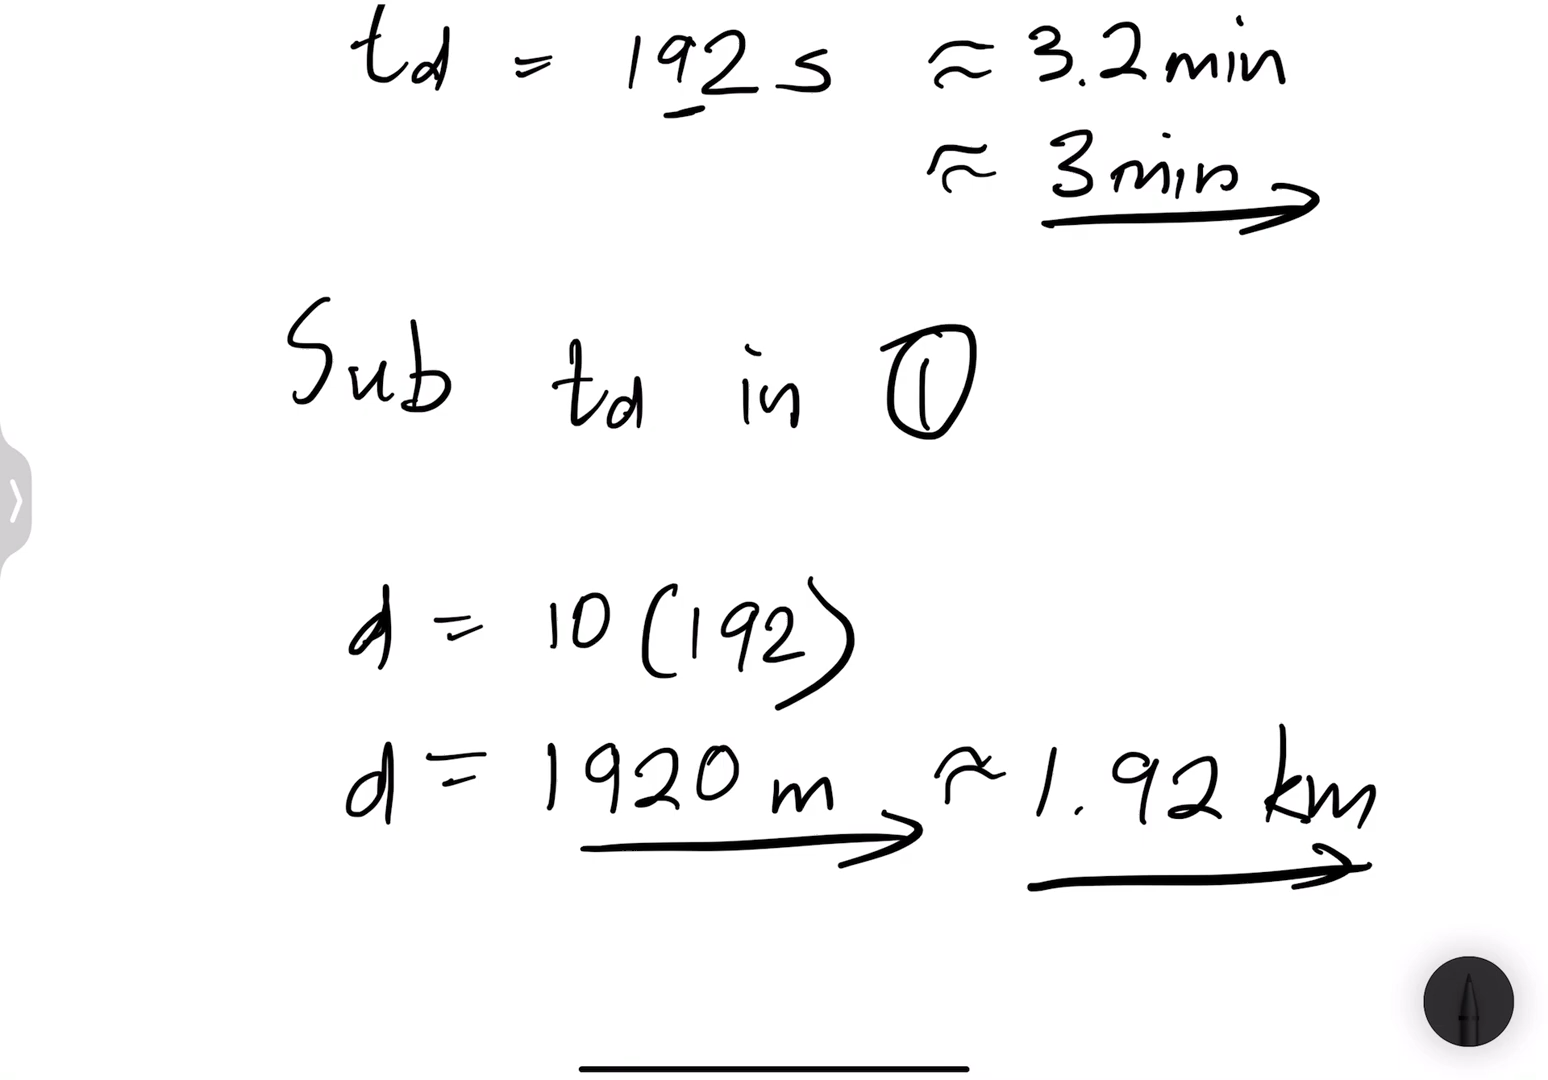 td = 192 s ≈ 3.2 min
≈ 3 min
Sub td in ①
d = 10 (192)
d = 1920 m ≈ 1.92 km